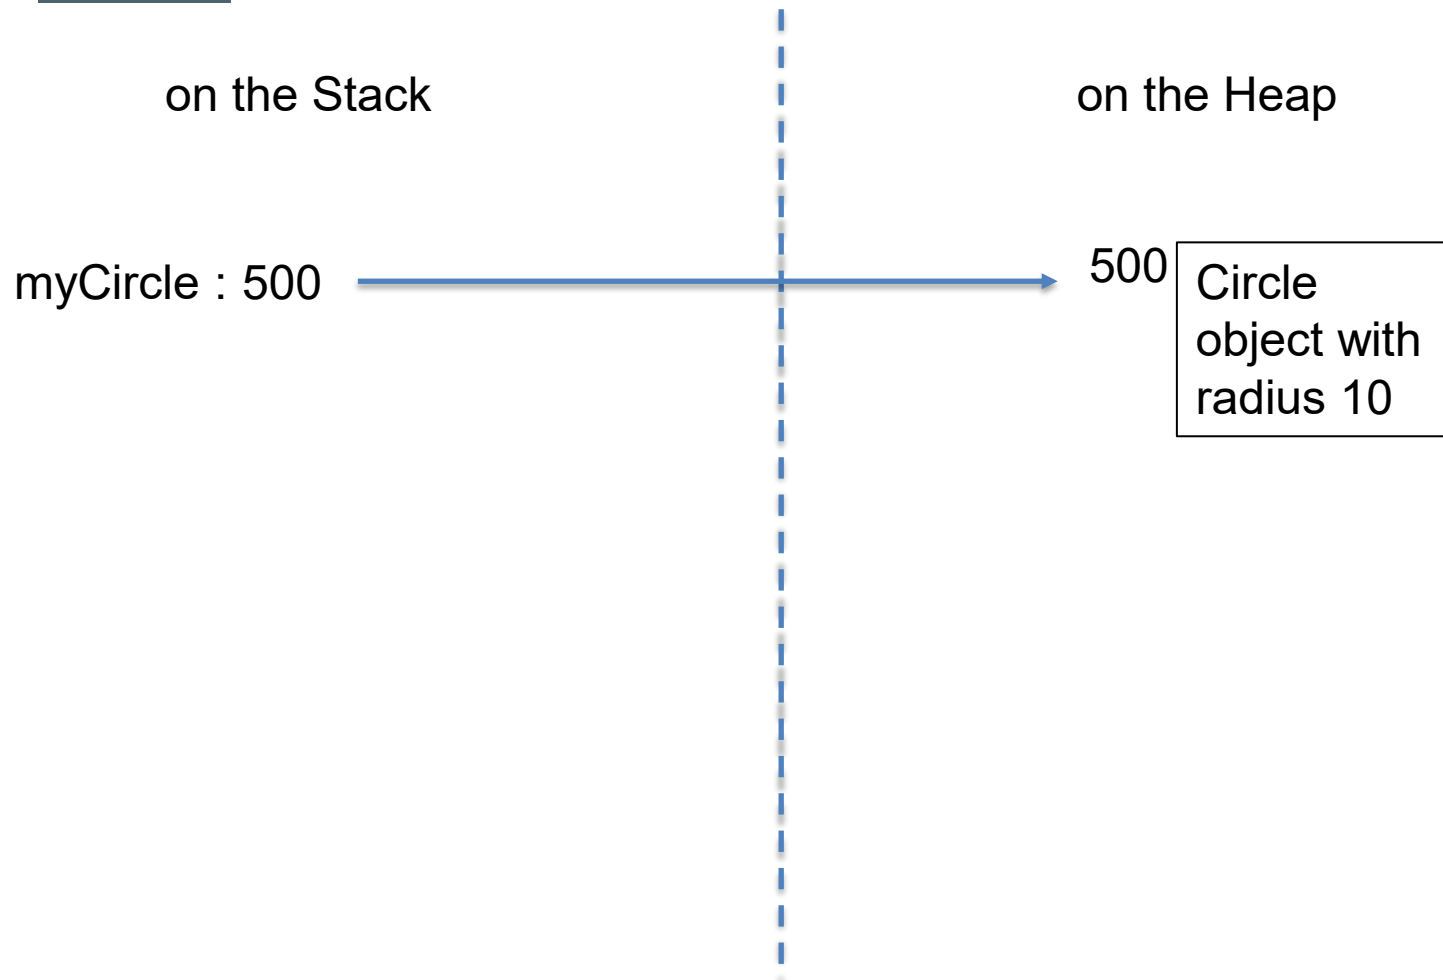 on the Stack
on the Heap
myCircle : 500
500
Circle
object with
radius 10